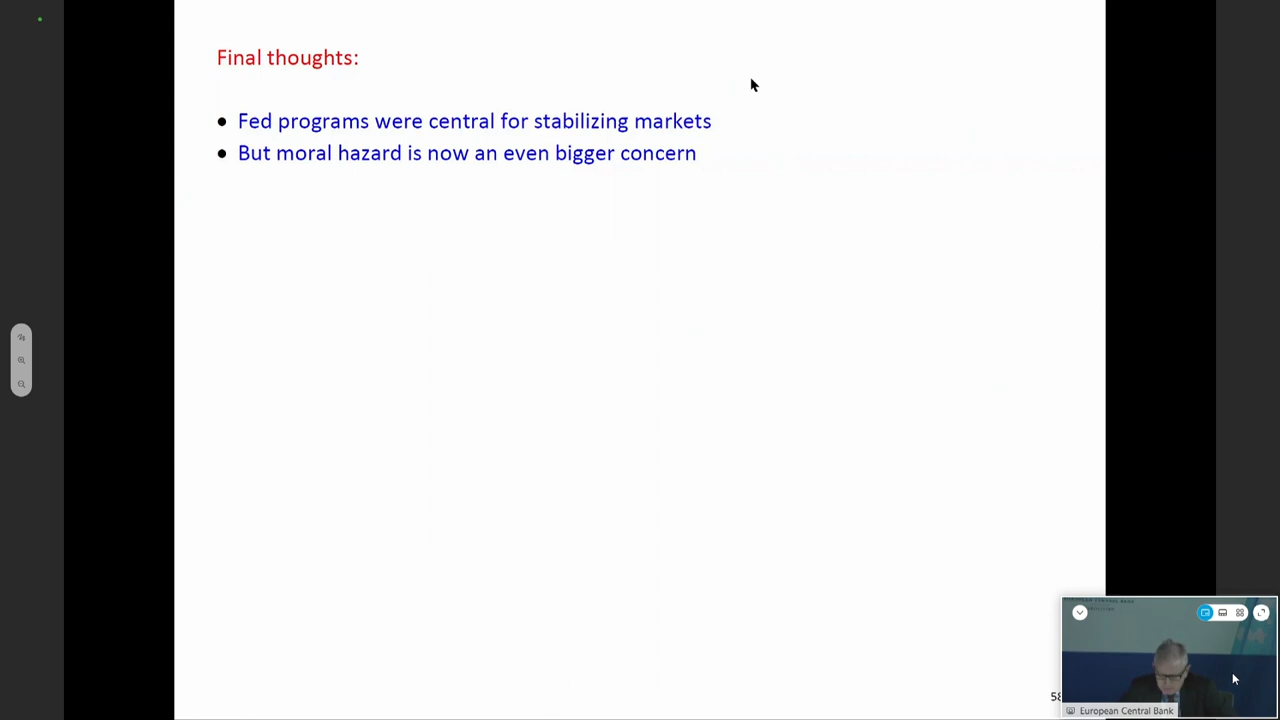 Final thoughts:
• Fed programs were central for stabilizing markets
• But moral hazard is now an even bigger concern
58
European Central Bank